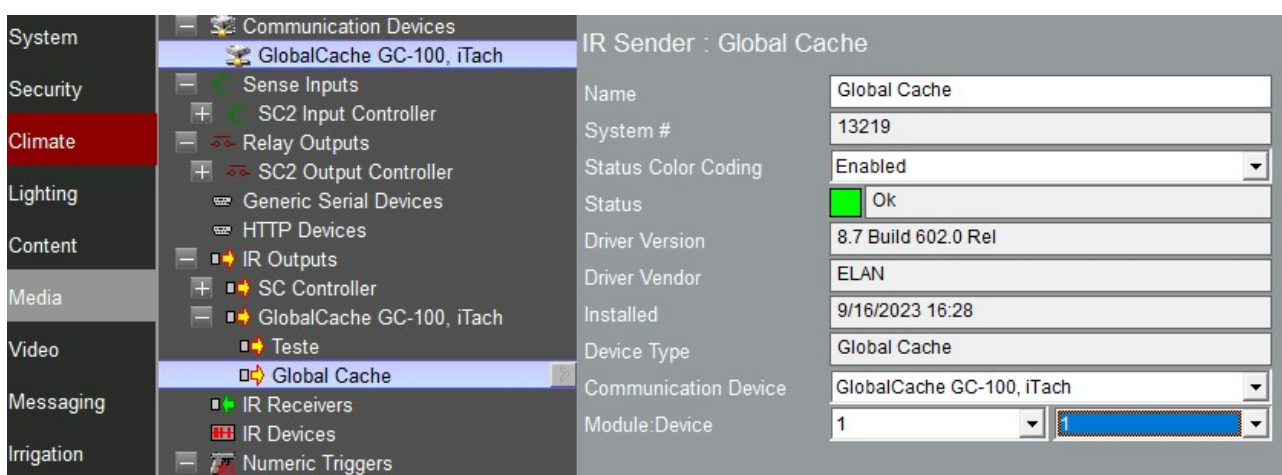 System
Security
Climate
Lighting
Content
Media
Video
Messaging
Irrigation
Communication Devices
GlobalCache GC-100, iTach
Sense Inputs
SC2 Input Controller
Relay Outputs
SC2 Output Controller
Generic Serial Devices
HTTP Devices
IR Outputs
SC Controller
GlobalCache GC-100, iTach
Teste
Global Cache
IR Receivers
IR Devices
Numeric Triggers
IR Sender : Global Cache
Name Global Cache
System # 13219
Status Color Coding Enabled
Status Ok
Driver Version 8.7 Build 602.0 Rel
Driver Vendor ELAN
Installed 9/16/2023 16:28
Device Type Global Cache
Communication Device GlobalCache GC-100, iTach
Module:Device 1 1